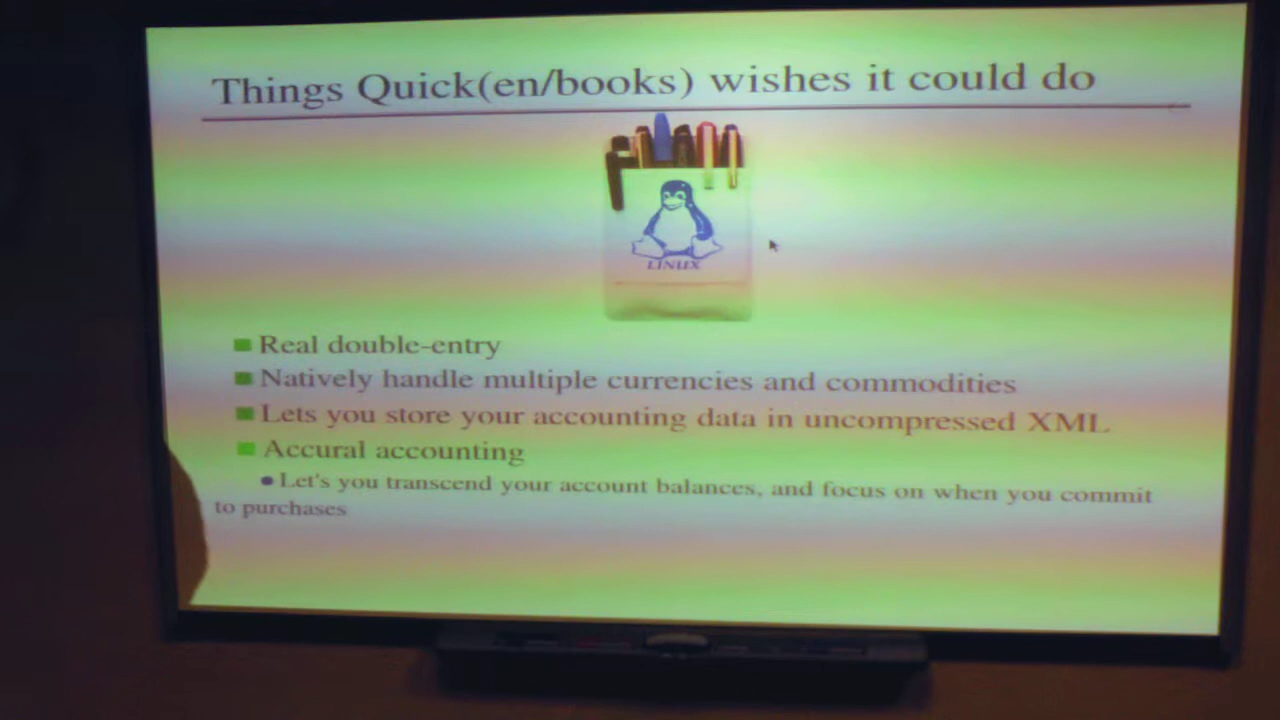 Things Quick(en/books) wishes it could do
LINUX
Real double-entry
Natively handle multiple currencies and commodities
Lets you store your accounting data in uncompressed XML
Accural accounting
Let's you transcend your account balances, and focus on when you commit
to purchases